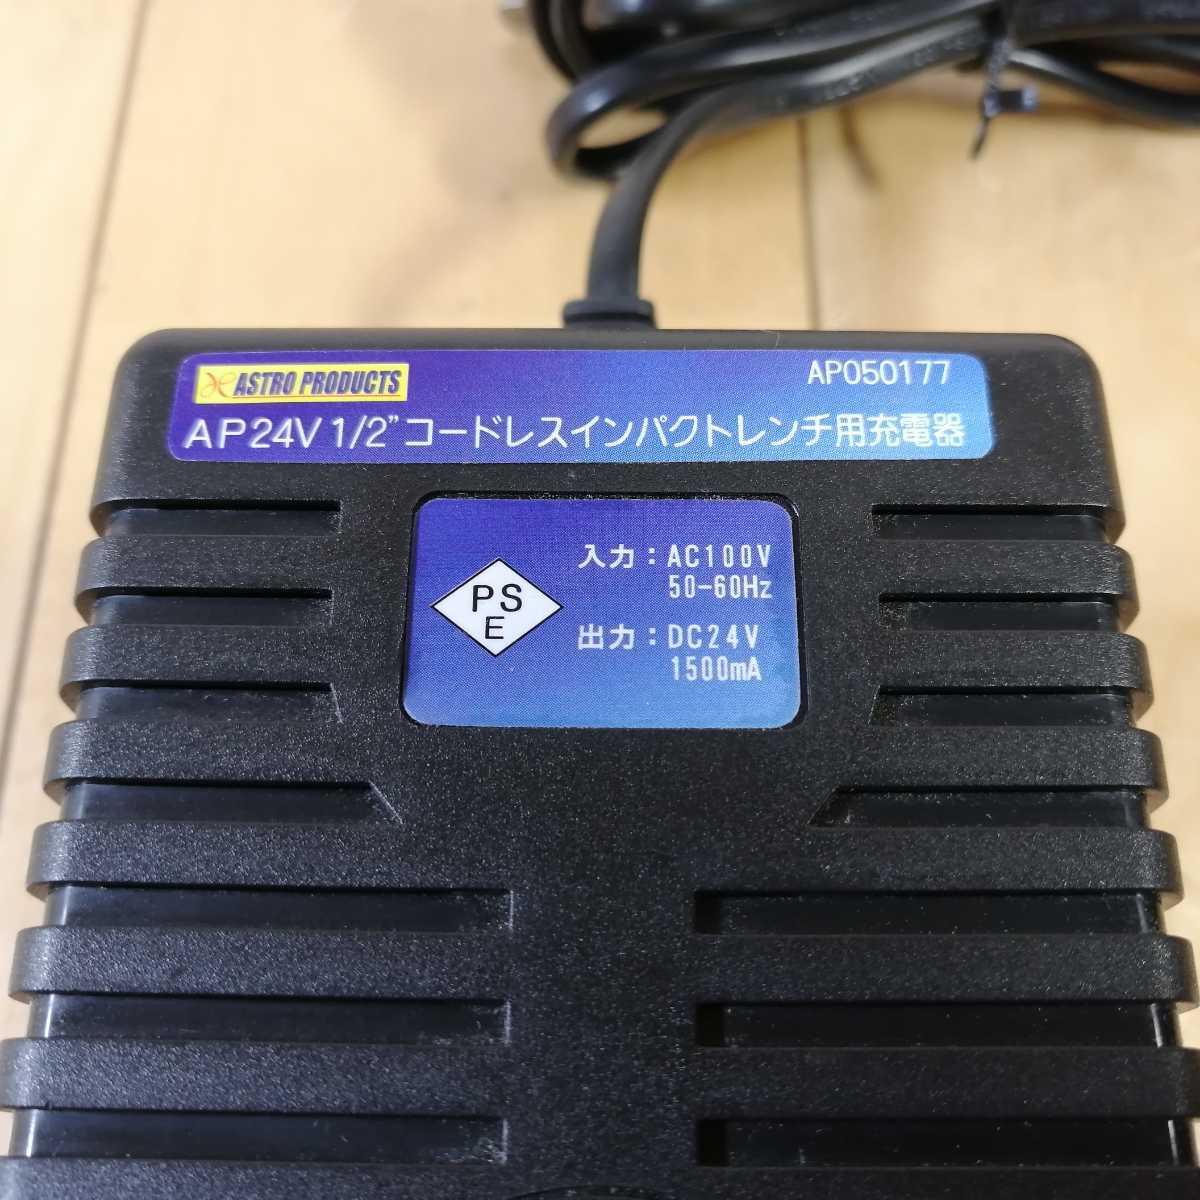 ASTRO PRODUCTS
AP050177
AP24V 1/2”コードレスインパクトレンチ用充電器
PS
E
入力：AC100V
50-60Hz
出力：DC24V
1500mA